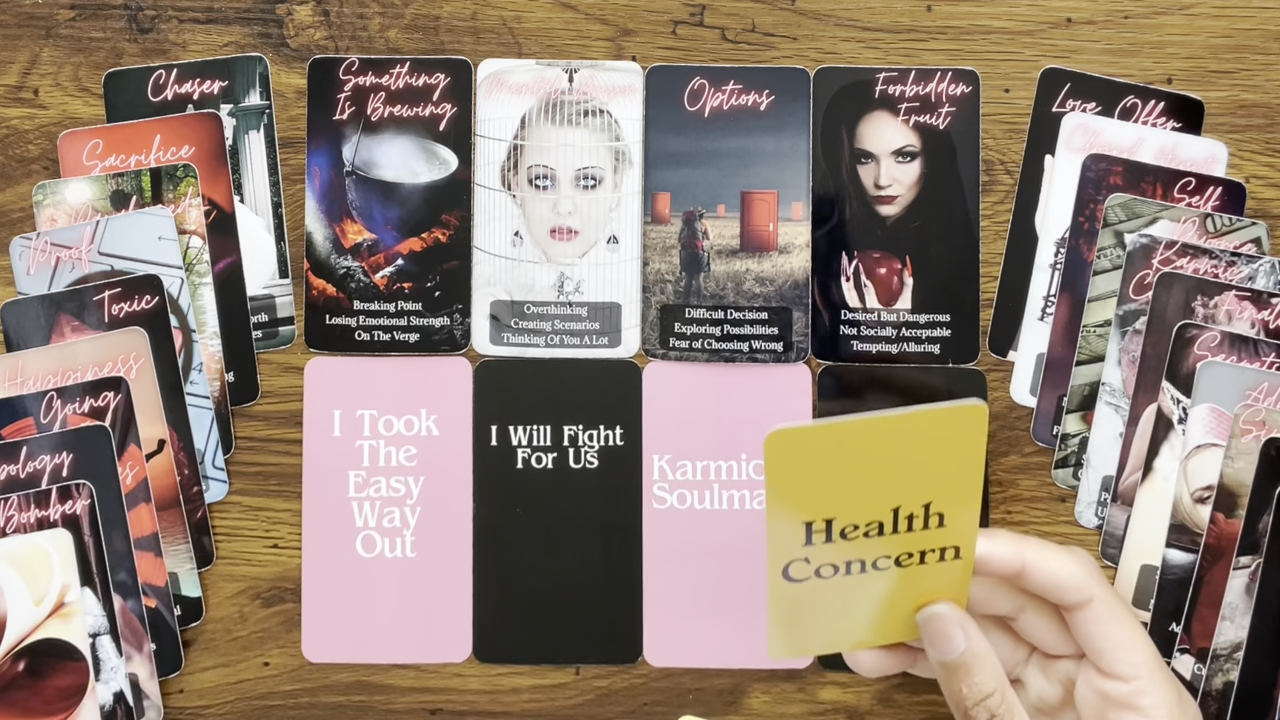 Chaser
Sacrifice
Proof
Toxic
Happiness
Going
Bomber
Something
Is Brewing
Breaking Point
Losing Emotional Strength
On The Verge
Overthinking
Creating Scenarios
Thinking Of You A Lot
Options
Difficult Decision
Exploring Possibilities
Fear of Choosing Wrong
Forbidden
Fruit
Desired But Dangerous
Not Socially Acceptable
Tempting/Alluring
I Took
The
Easy
Way
Out
I Will Fight
For Us
Karmic
Soulma
Health
Concern
Love Offer
Self
Divorce
Karmic
Final